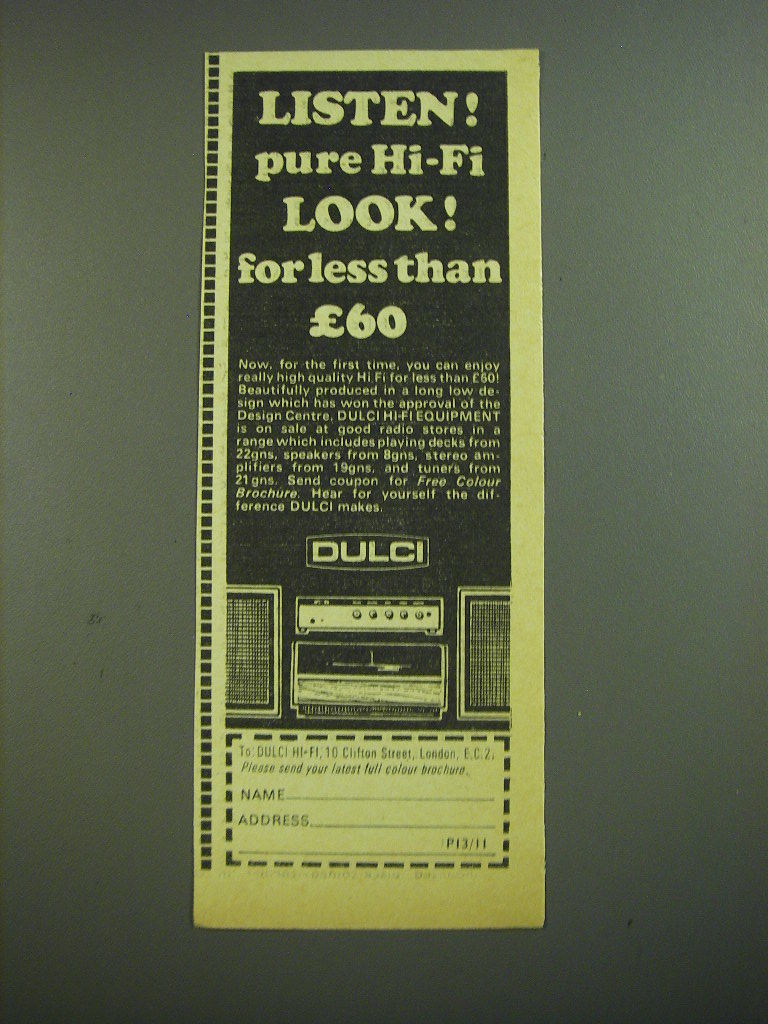 LISTEN!
pure Hi-Fi
LOOK!
for less than
£60
Now, for the first time, you can enjoy
really high quality Hi.Fi for less than £60!
Beautifully produced in a long low de-
sign which has won the approval of the
Design Centre, DULCI HI-FI EQUIPMENT
is on sale at good radio stores in a
range which includes playing decks from
22gns, speakers from 8gns, stereo am-
plifiers from 19gns, and tuners from
21gns. Send coupon for Free Colour
Brochure. Hear for yourself the dif-
ference DULCI makes.
DULCI
To: DULCI HI-FI, 10 Clifton Street, London, E.C.2.
Please send your latest full colour brochure.
NAME
ADDRESS
P13/11